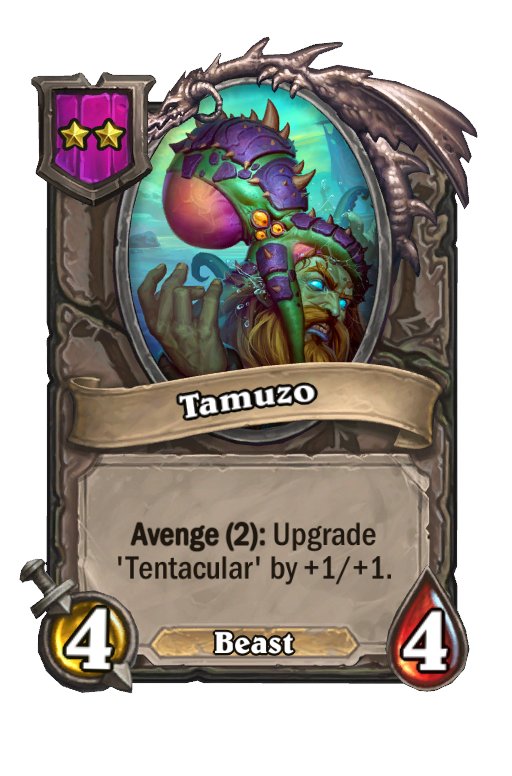 Tamuzo
Avenge (2): Upgrade
'Tentacular' by +1/+1.
4
Beast
4